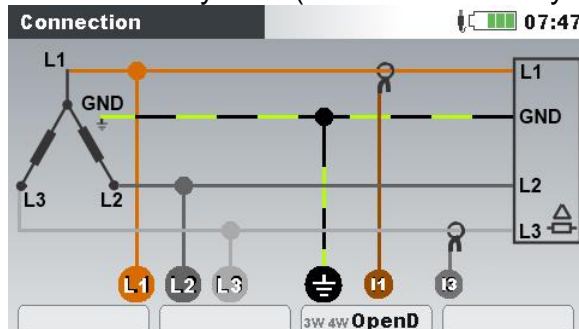 Connection 07:47
L1 L1
GND GND
L3 L2 L2
L3
L1 L2 L3 I1 I3
3W 4W OpenD